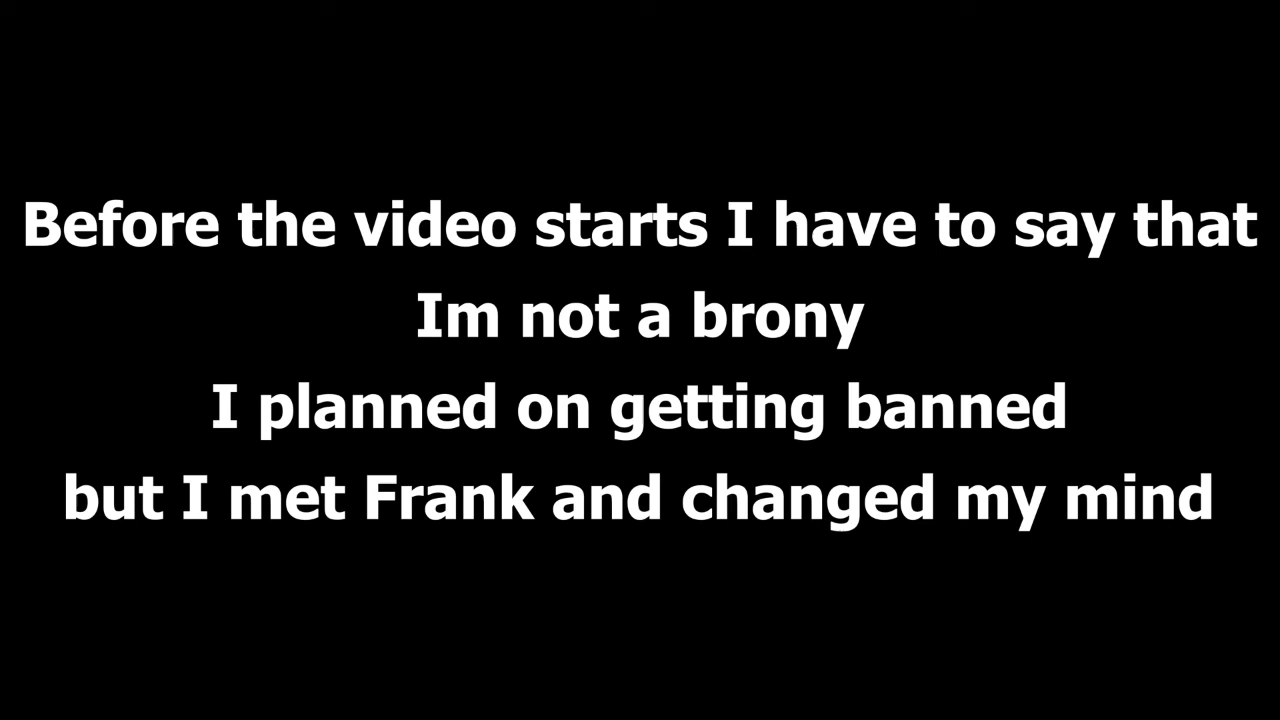 Before the video starts I have to say that
Im not a brony
I planned on getting banned
but I met Frank and changed my mind